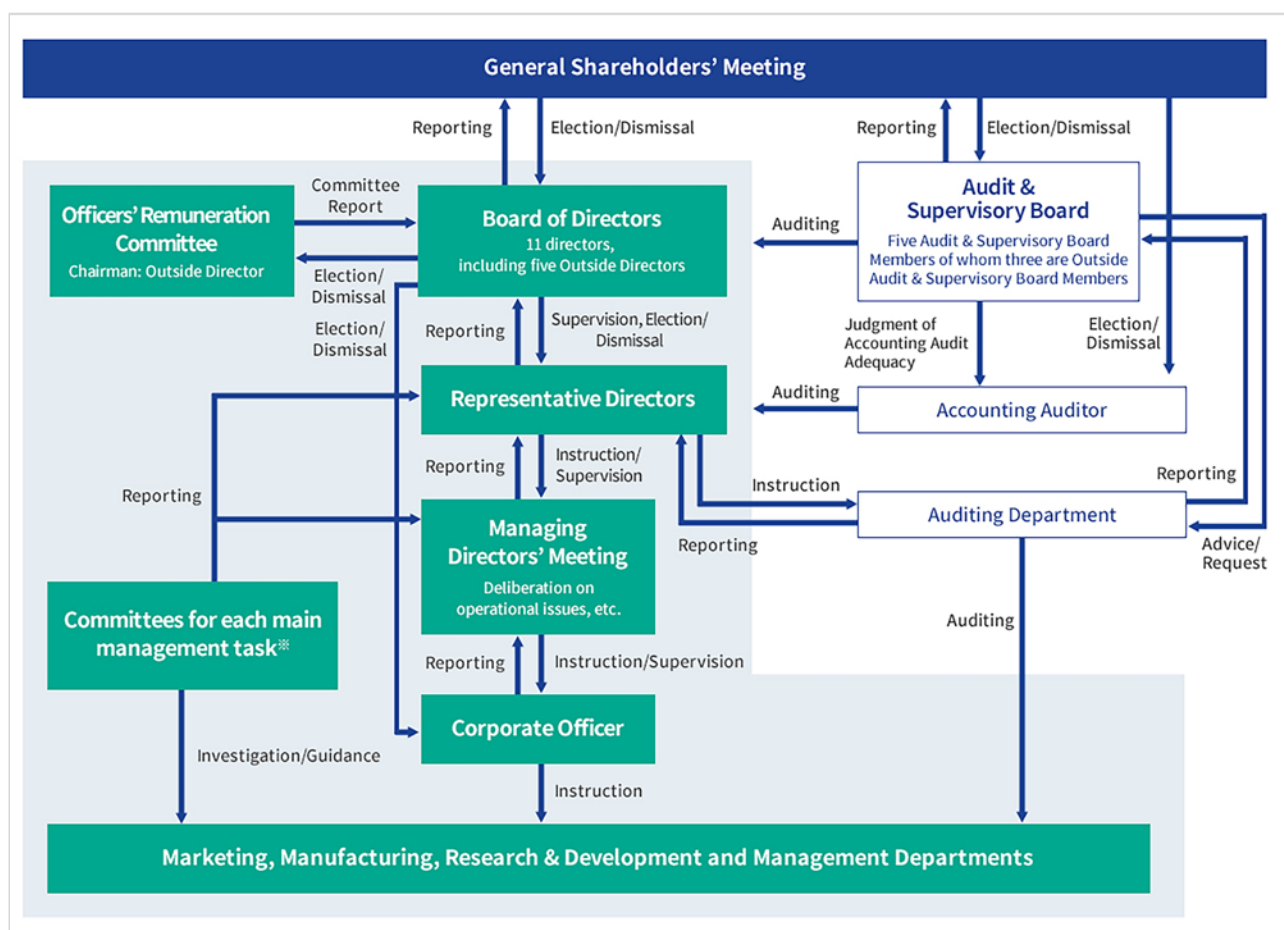 General Shareholders' Meeting
Reporting
Election/Dismissal
Reporting
Election/Dismissal
Officers' Remuneration
Committee
Chairman: Outside Director
Committee
Report
Board of Directors
11 directors,
including five Outside Directors
Auditing
Audit &
Supervisory Board
Five Audit & Supervisory Board
Members of whom three are Outside
Audit & Supervisory Board Members
Election/
Dismissal
Election/
Dismissal
Reporting
Supervision, Election/
Dismissal
Judgment of
Accounting Audit
Adequacy
Election/
Dismissal
Representative Directors
Auditing
Accounting Auditor
Reporting
Instruction/
Supervision
Reporting
Instruction
Reporting
Managing
Directors' Meeting
Deliberation on
operational issues, etc.
Reporting
Auditing Department
Advice/
Request
Committees for each main
management task※
Auditing
Reporting
Instruction/Supervision
Corporate Officer
Investigation/Guidance
Instruction
Marketing, Manufacturing, Research & Development and Management Departments